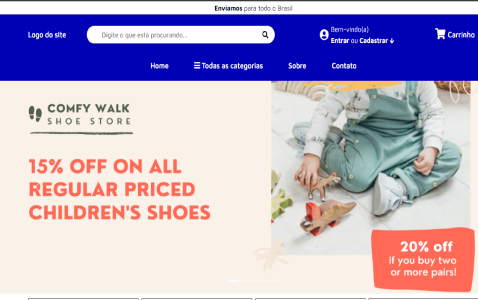 Enviamos para todo o Brasil
Logo do site
Digite o que está procurando...
Bem-vindo(a)
Entrar ou Cadastrar
Carrinho
Home
Todas as categorias
Sobre
Contato
COMFY WALK
SHOE STORE
15% OFF ON ALL
REGULAR PRICED
CHILDREN'S SHOES
20% off
if you buy two
or more pairs!